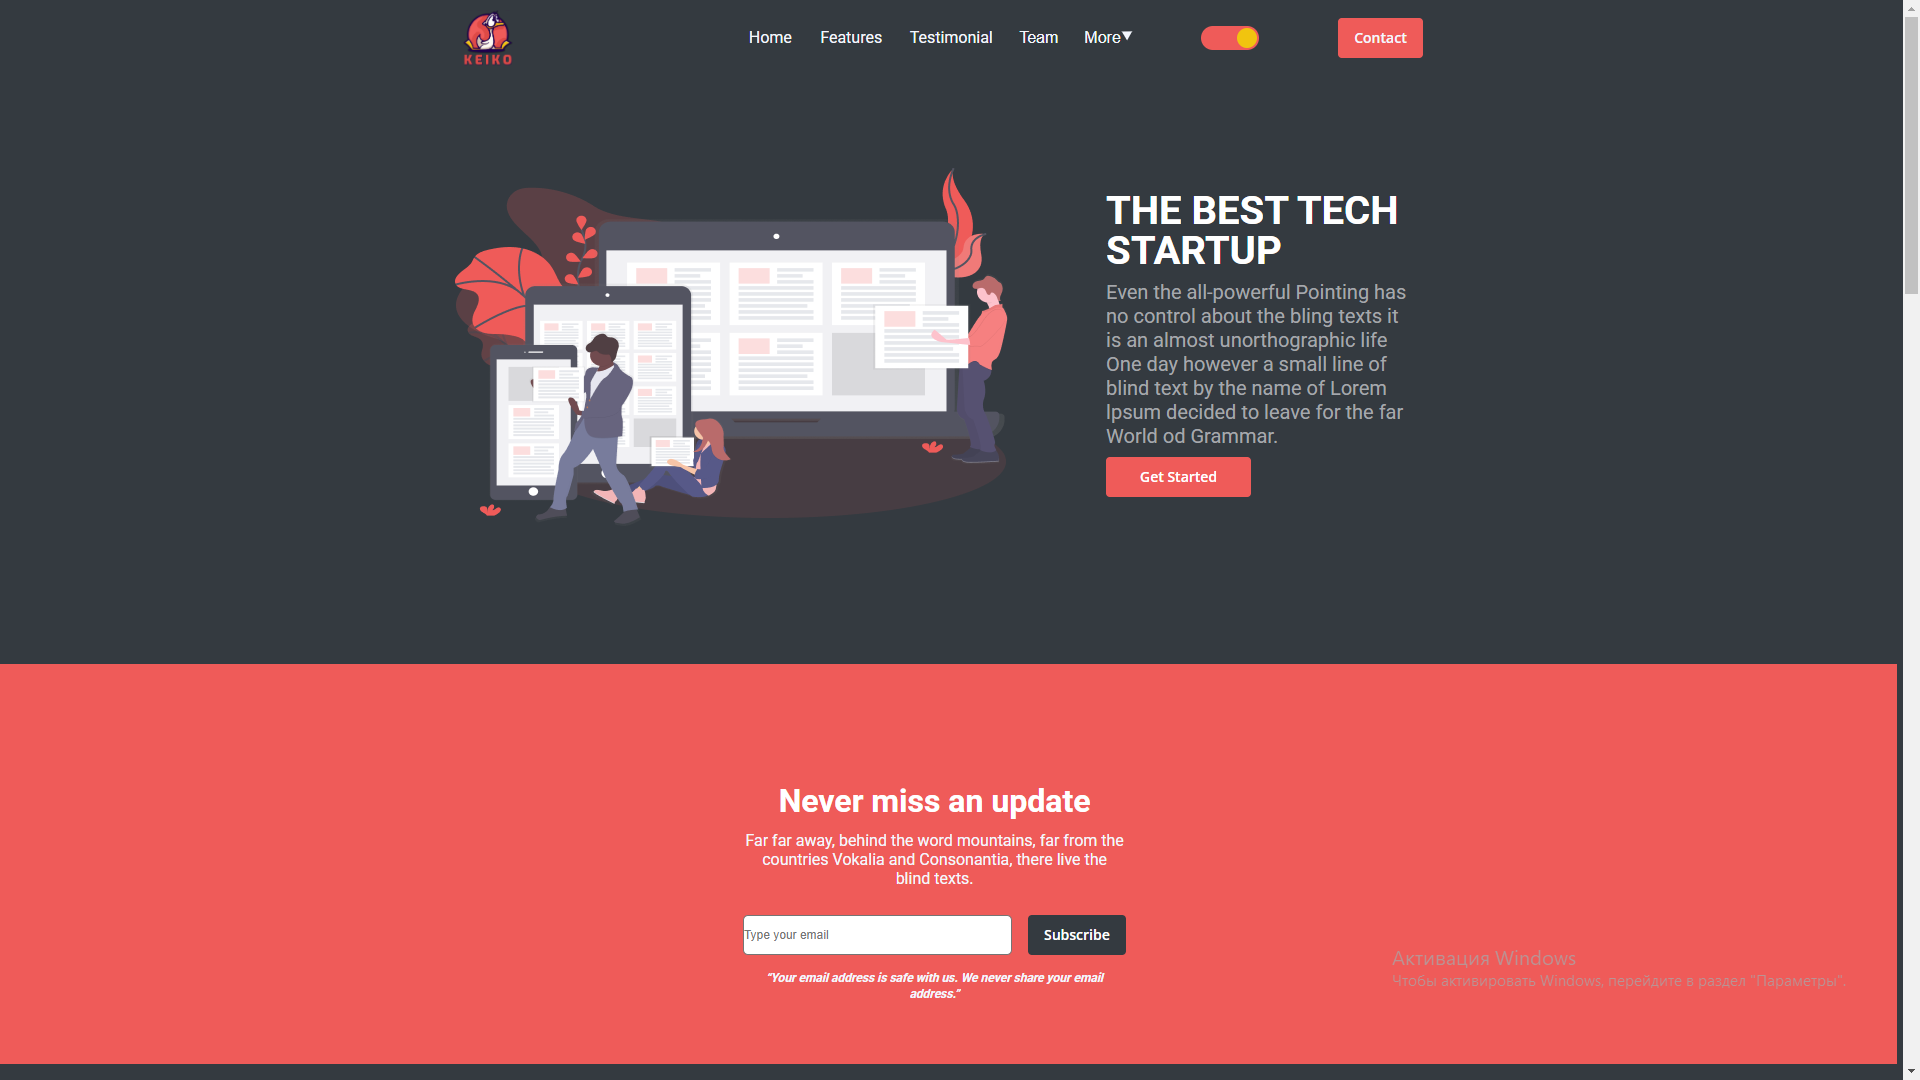 KEIKO
Home
Features
Testimonial
Team
More▼
Contact
THE BEST TECH
STARTUP
Even the all-powerful Pointing has
no control about the bling texts it
is an almost unorthographic life
One day however a small line of
blind text by the name of Lorem
Ipsum decided to leave for the far
World od Grammar.
Get Started
Never miss an update
Far far away, behind the word mountains, far from the
countries Vokalia and Consonantia, there live the
blind texts.
Type your email
Subscribe
“Your email address is safe with us. We never share your email
address.”
Активация Windows
Чтобы активировать Windows, перейдите в раздел "Параметры".